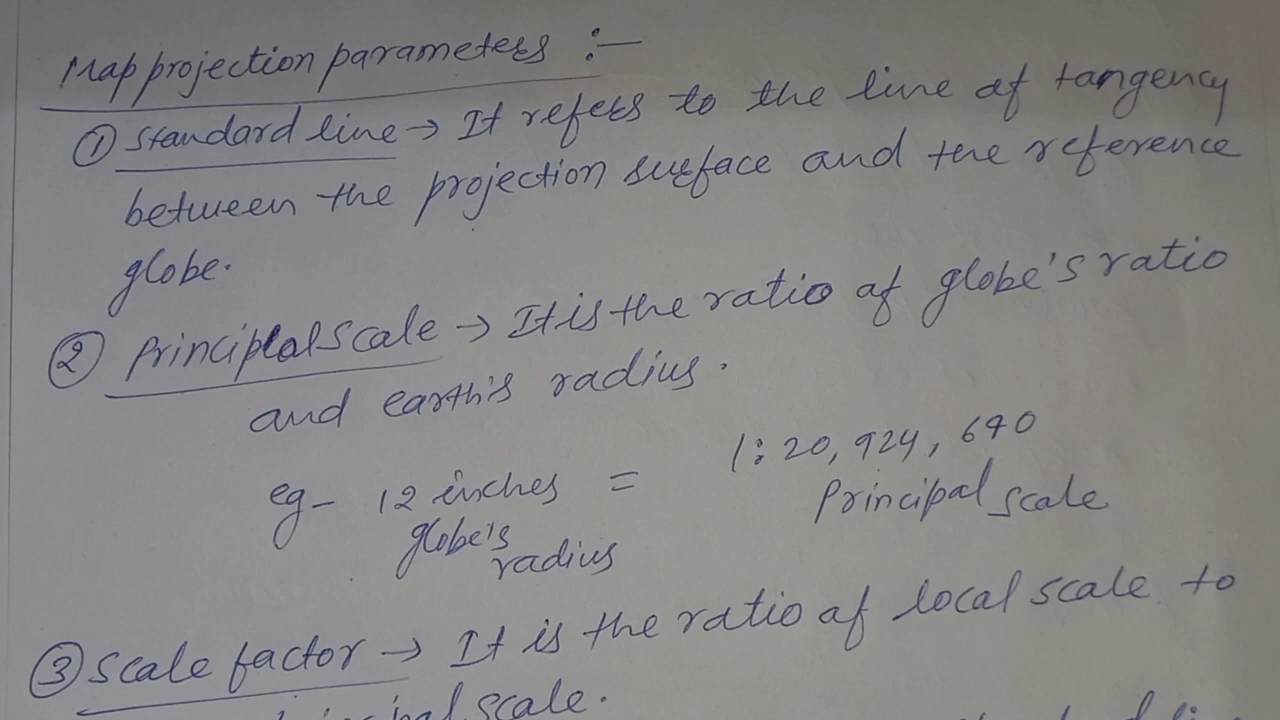 Map projection parameters :-
① Standard line → It refers to the line of tangency
between the projection surface and the reference
globe.
② Principlal Scale → It is the ratio of globe's ratio
and earth's radius.
eg- 12 inches = 1: 20, 924, 640
globe's radius Principal scale
③ Scale factor → It is the ratio of local scale to
scale.